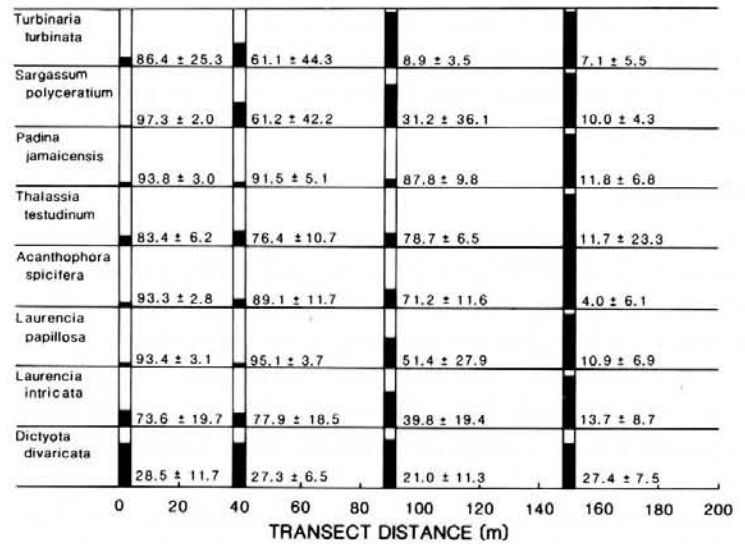 Turbinaria
turbinata
86.4 ± 25.3 61.1 ± 44.3 8.9 ± 3.5 7.1 ± 5.5
Sargassum
polyceratium
97.3 ± 2.0 61.2 ± 42.2 31.2 ± 36.1 10.0 ± 4.3
Padina
jamaicensis
93.8 ± 3.0 91.5 ± 5.1 87.8 ± 9.8 11.8 ± 6.8
Thalassia
testudinum
83.4 ± 6.2 76.4 ± 10.7 78.7 ± 6.5 11.7 ± 23.3
Acanthophora
spicifera
93.3 ± 2.8 89.1 ± 11.7 71.2 ± 11.6 4.0 ± 6.1
Laurencia
papillosa
93.4 ± 3.1 95.1 ± 3.7 51.4 ± 27.9 10.9 ± 6.9
Laurencia
intricata
73.6 ± 19.7 77.9 ± 18.5 39.8 ± 19.4 13.7 ± 8.7
Dictyota
divaricata
28.5 ± 11.7 27.3 ± 6.5 21.0 ± 11.3 27.4 ± 7.5
0 20 40 60 80 100 120 140 160 180 200
TRANSECT DISTANCE (m)